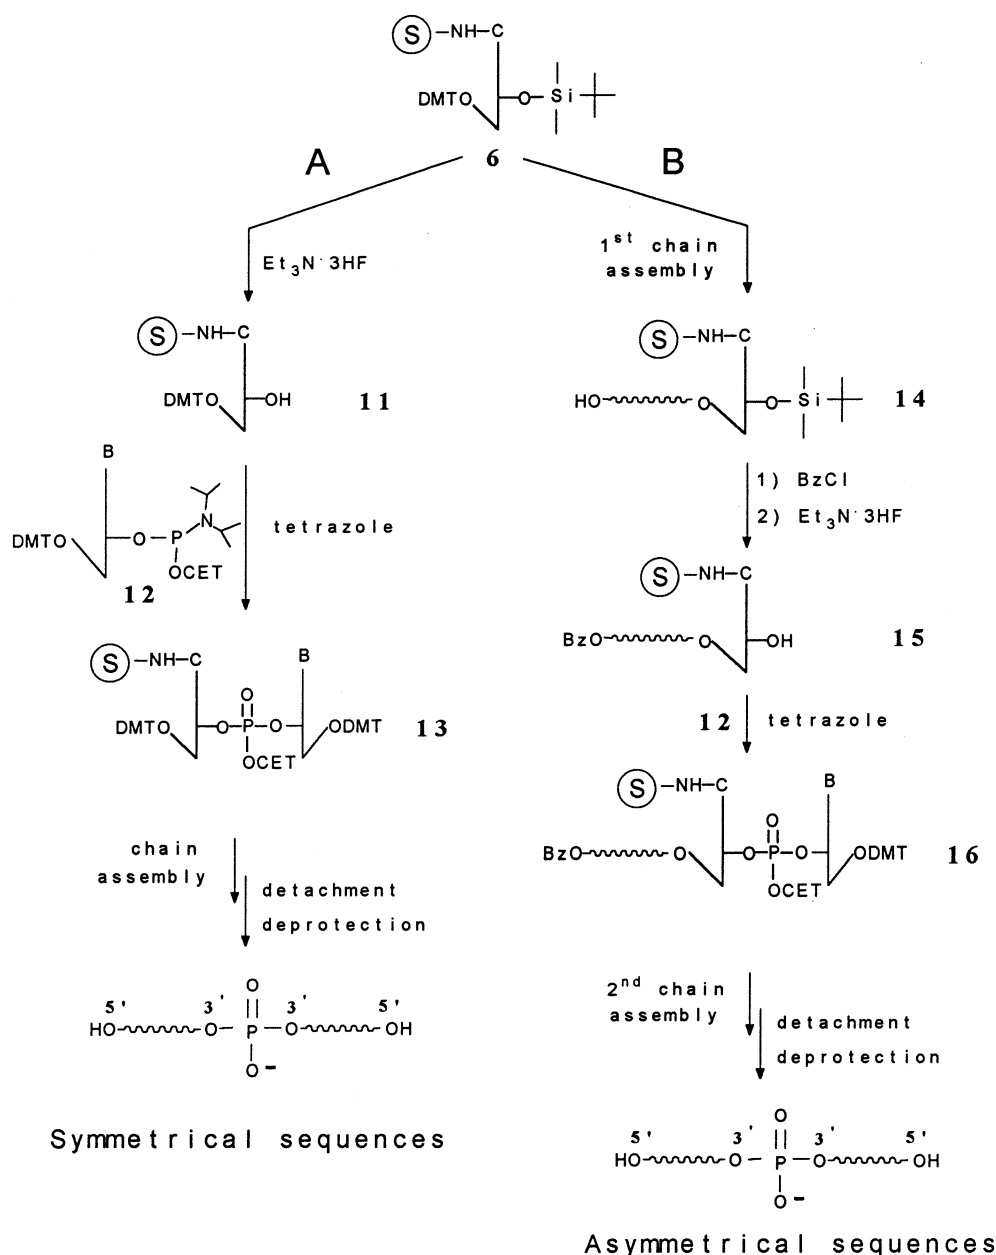 S –NH–C
DMTO O Si
6
A
B
Et3N·3HF
1st chain
assembly
S –NH–C
DMTO OH
11
S –NH–C
HO O O Si
14
B
DMTO O P N
OCET
12
tetrazole
1) BzCl
2) Et3N·3HF
S –NH–C
BzO O OH
15
12 tetrazole
S –NH–C B
O
DMTO O–P–O ODMT
OCET
13
S –NH–C B
O
BzO O O–P–O ODMT
OCET
16
chain
assembly
detachment
deprotection
O
5' 3' 3' 5'
HO O–P–O OH
O–
Symmetrical sequences
2nd chain
assembly
detachment
deprotection
O
5' 3' 3' 5'
HO O–P–O OH
O–
Asymmetrical sequences